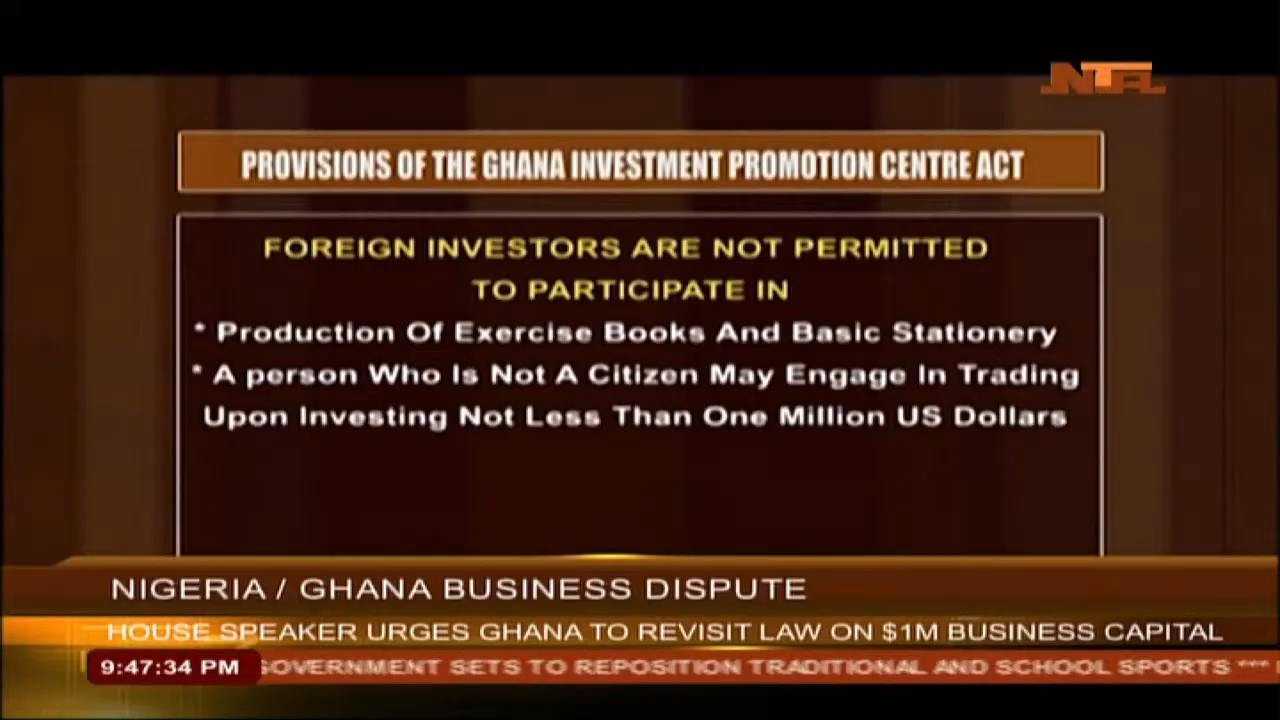 NTA
PROVISIONS OF THE GHANA INVESTMENT PROMOTION CENTRE ACT
FOREIGN INVESTORS ARE NOT PERMITTED
TO PARTICIPATE IN
* Production Of Exercise Books And Basic Stationery
* A person Who Is Not A Citizen May Engage In Trading
Upon Investing Not Less Than One Million US Dollars
NIGERIA / GHANA BUSINESS DISPUTE
HOUSE SPEAKER URGES GHANA TO REVISIT LAW ON $1M BUSINESS CAPITAL
9:47:34 PM GOVERNMENT SETS TO REPOSITION TRADITIONAL AND SCHOOL SPORTS ***